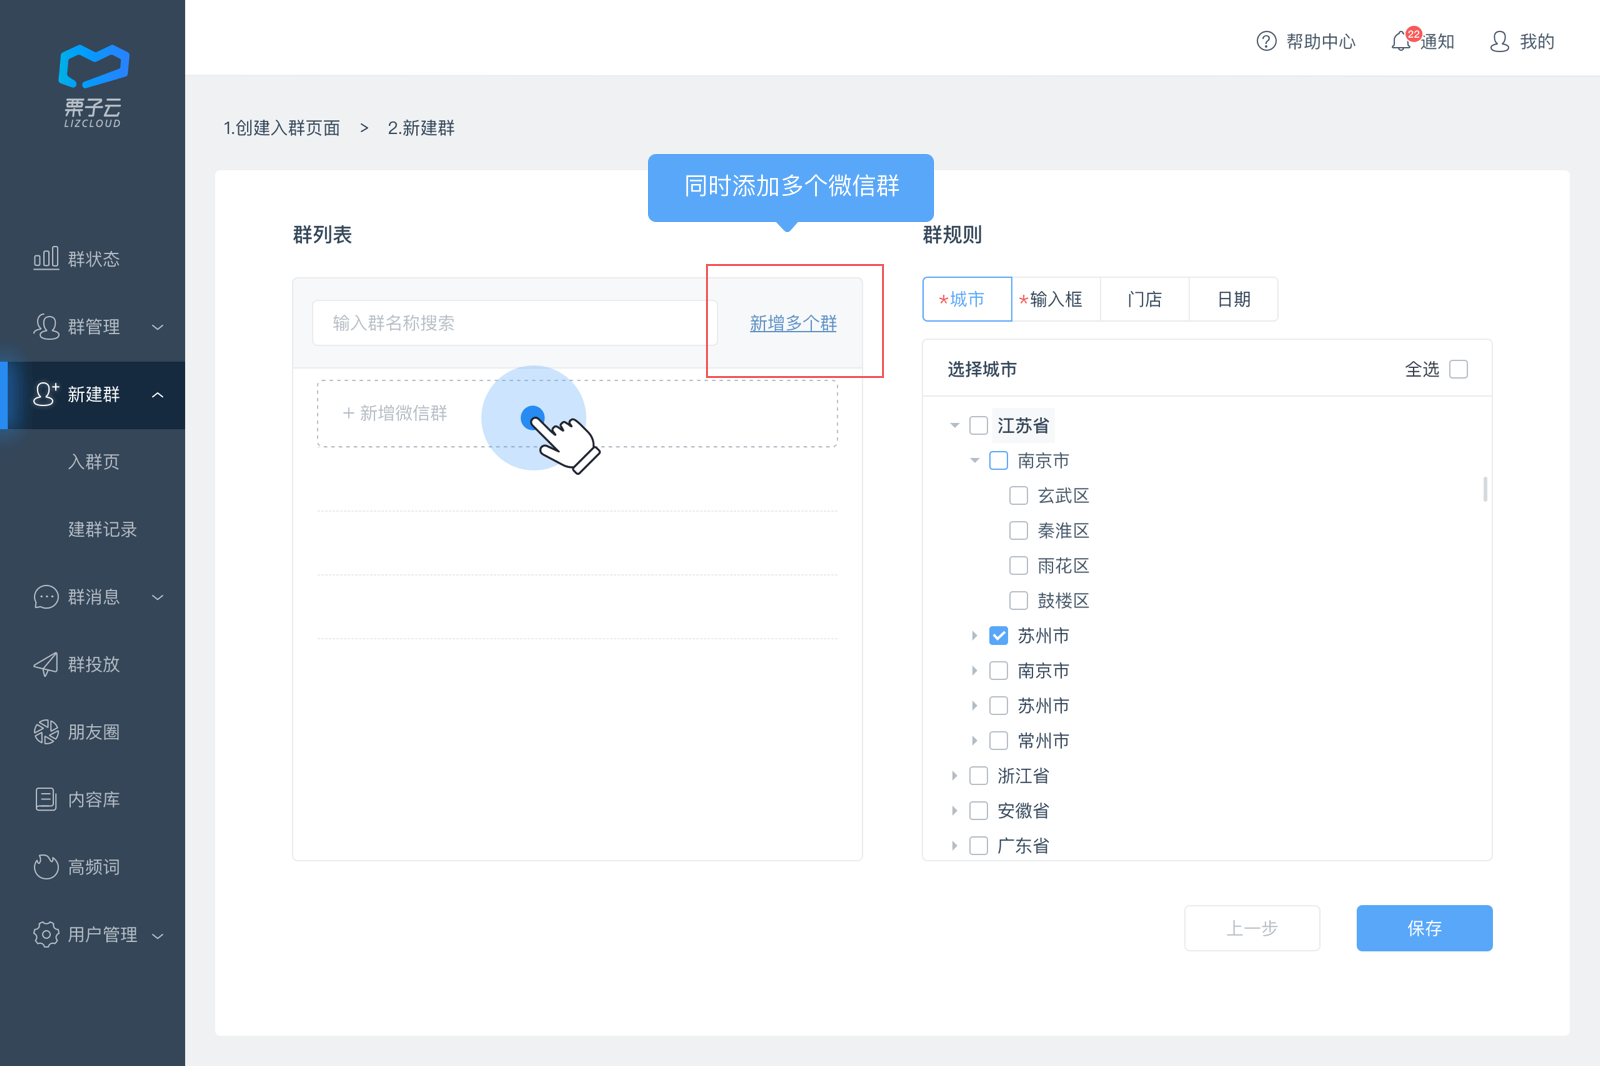 栗子云
LIZCLOUD
帮助中心
22
通知
我的
1.创建入群页面 > 2.新建群
同时添加多个微信群
群状态
群管理
新建群
入群页
建群记录
群消息
群投放
朋友圈
内容库
高频词
用户管理
群列表
输入群名称搜索
新增多个群
+ 新增微信群
群规则
*城市
*输入框
门店
日期
选择城市
全选
江苏省
南京市
玄武区
秦淮区
雨花区
鼓楼区
苏州市
南京市
苏州市
常州市
浙江省
安徽省
广东省
上一步
保存